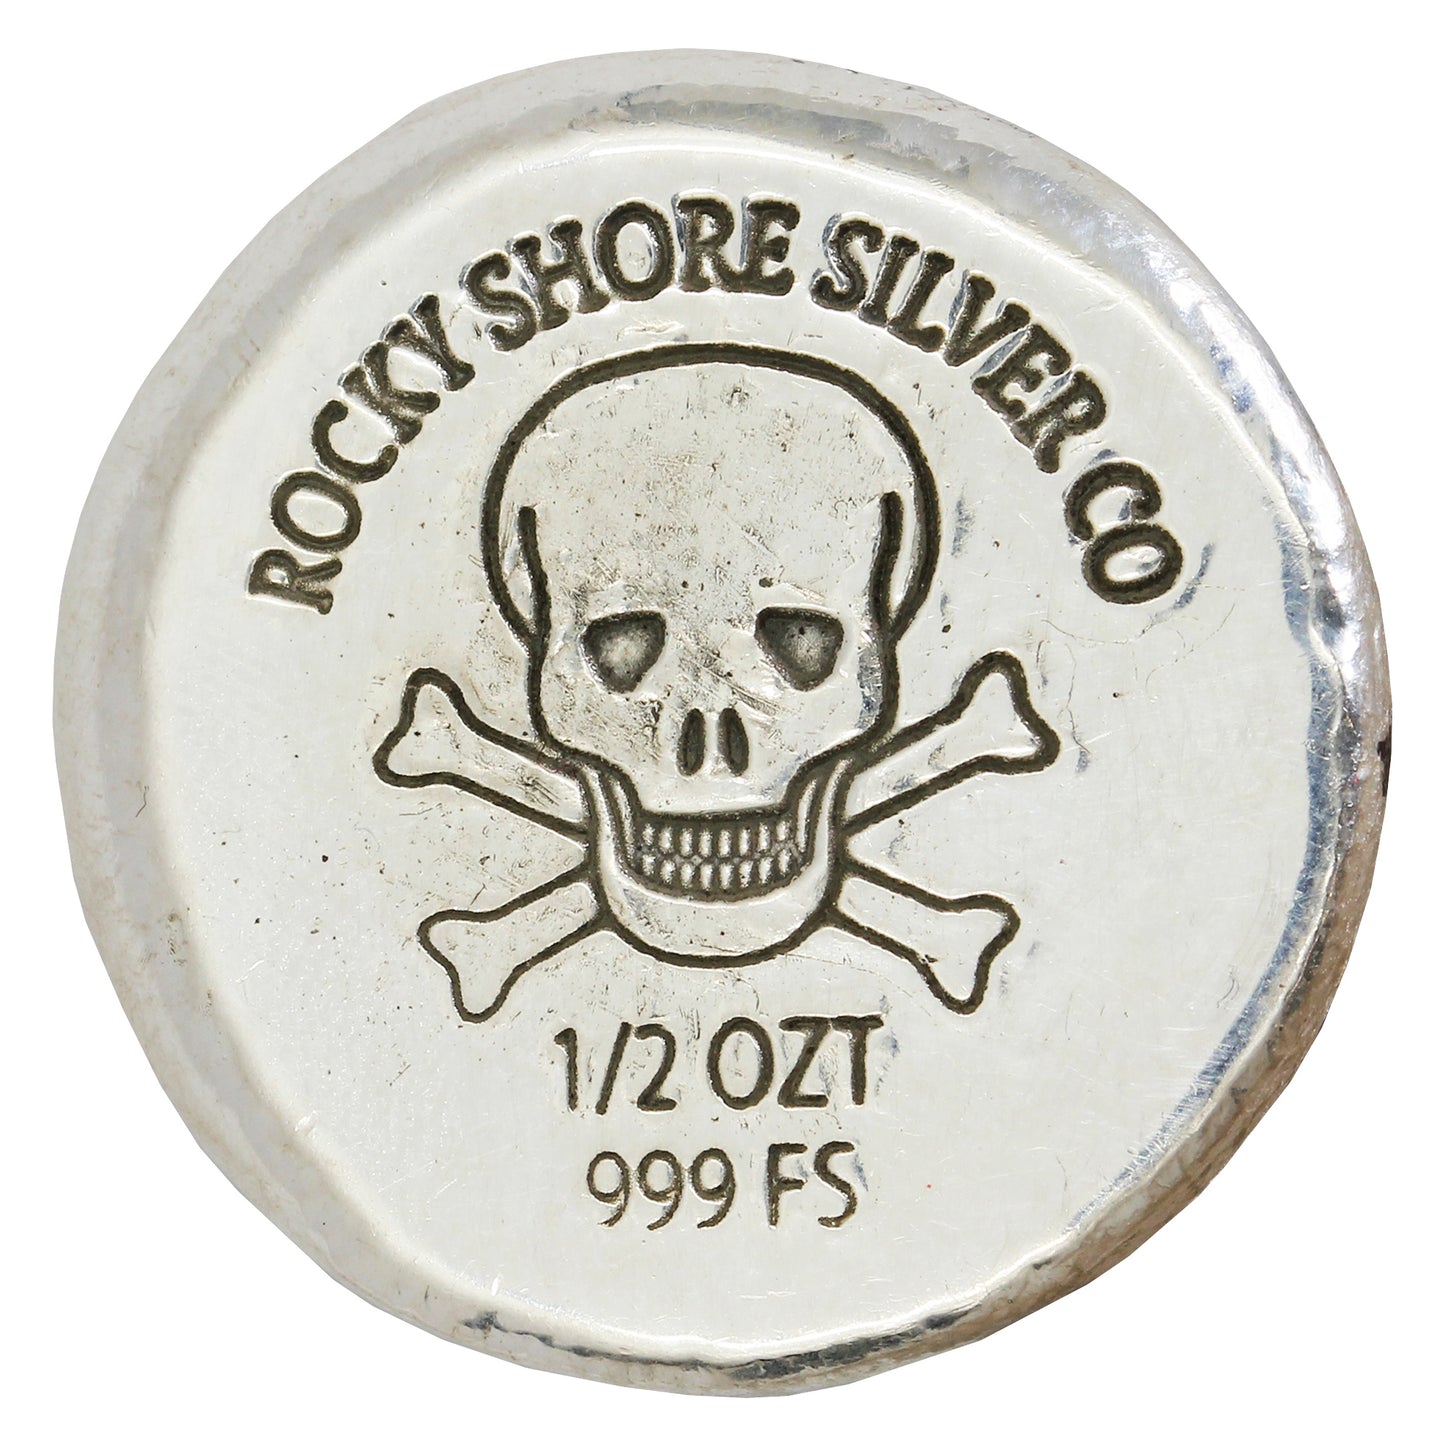 ROCKY SHORE SILVER CO
1/2 OZT
999 FS